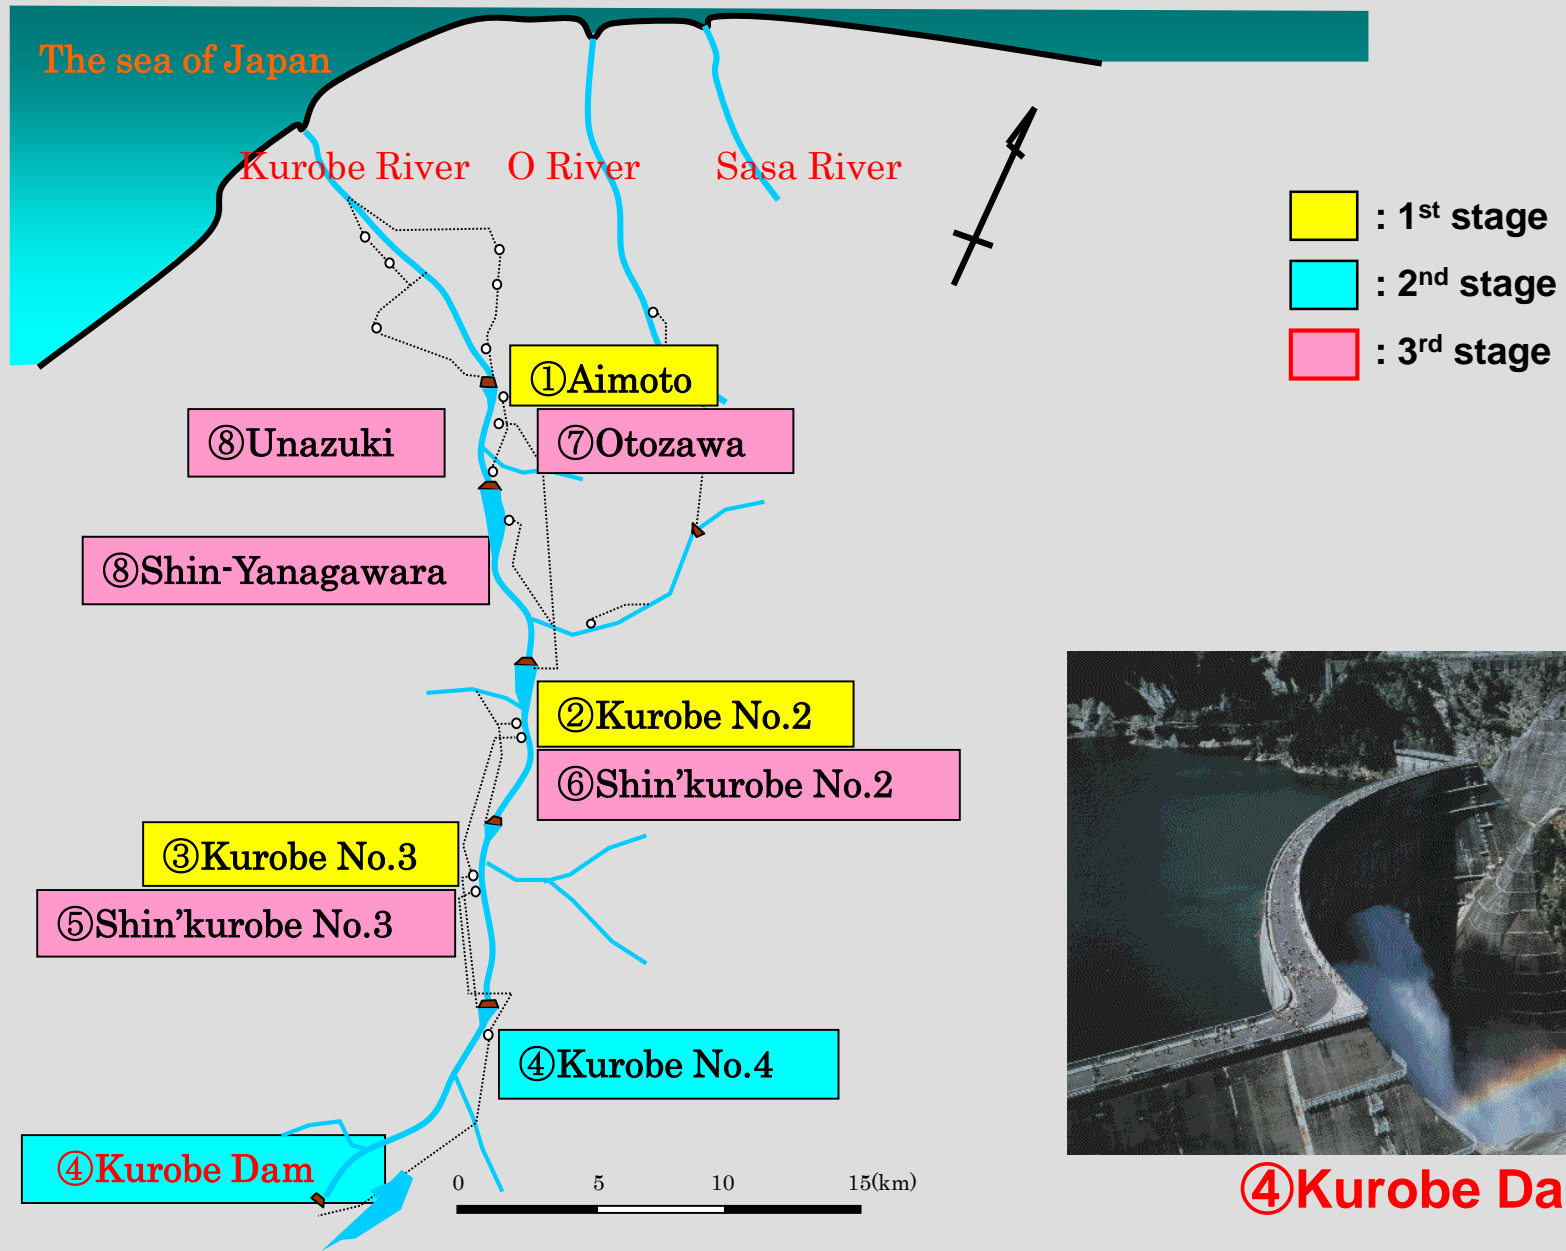 The sea of Japan
Kurobe River
O River
Sasa River
: 1st stage
: 2nd stage
: 3rd stage
①Aimoto
⑧Unazuki
⑦Otozawa
⑧Shin-Yanagawara
②Kurobe No.2
⑥Shin’kurobe No.2
③Kurobe No.3
⑤Shin’kurobe No.3
④Kurobe No.4
④Kurobe Dam
0 5 10 15(km)
④Kurobe Da